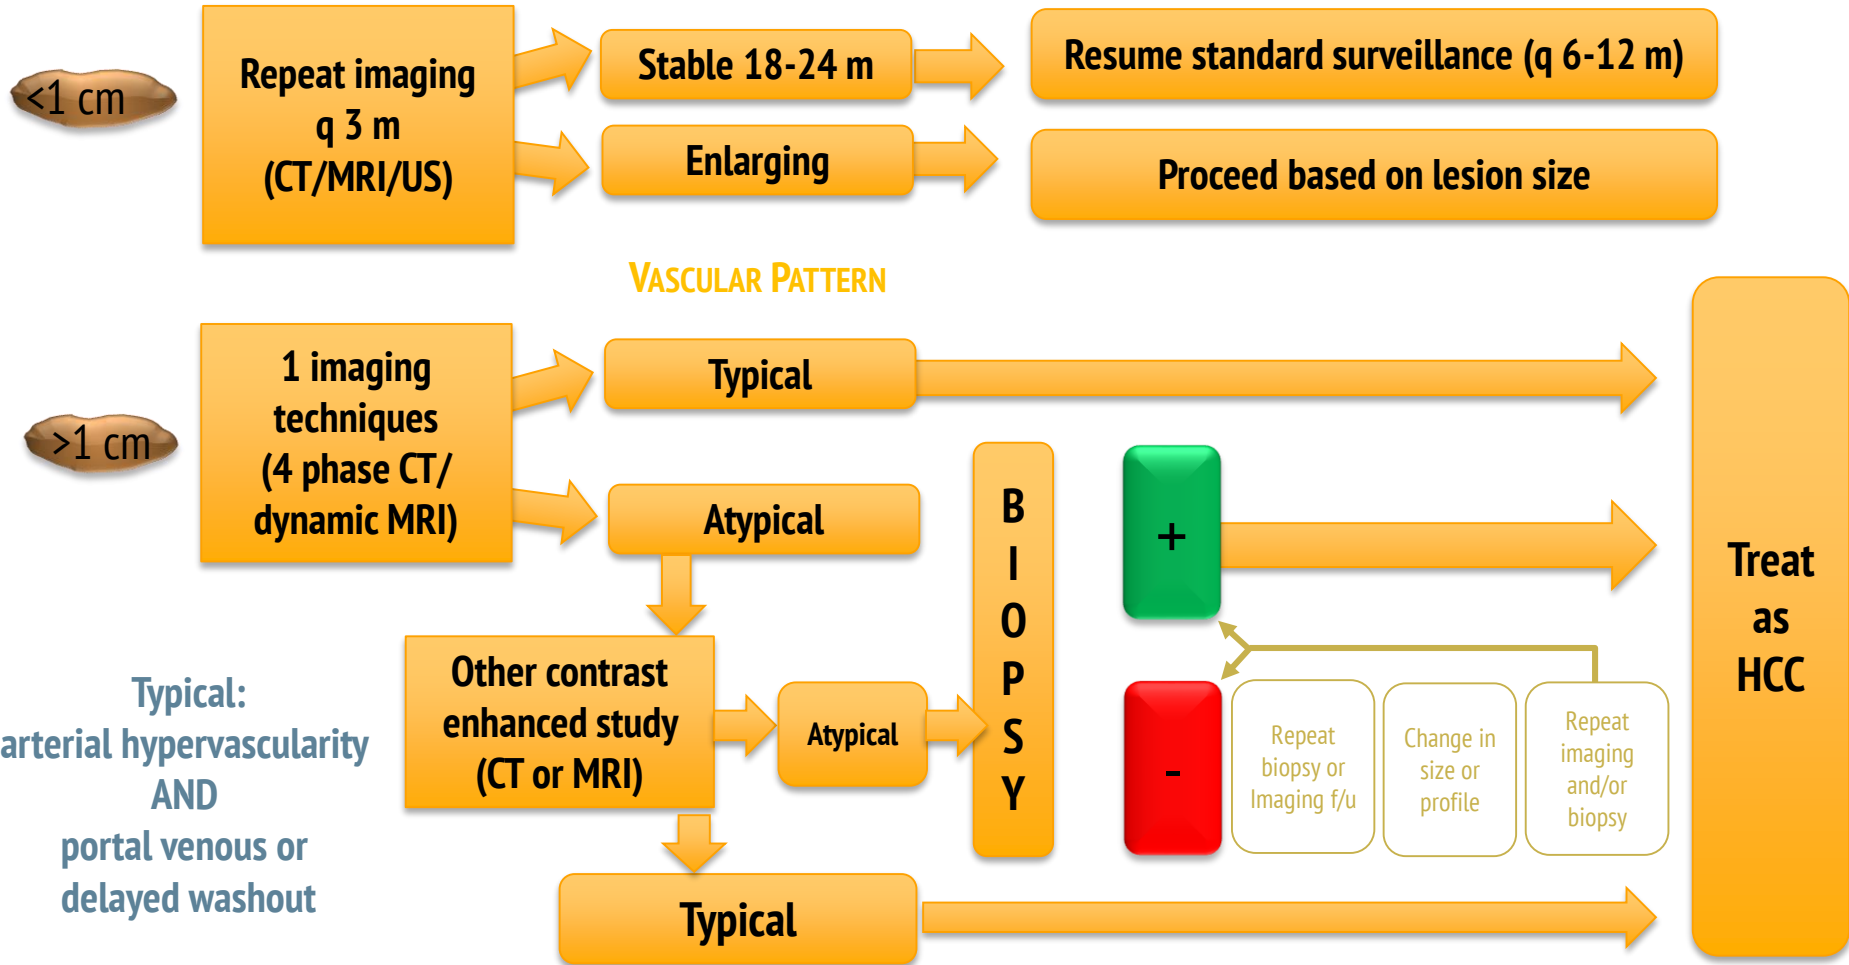 <1 cm
Repeat imaging
q 3 m
(CT/MRI/US)
Stable 18-24 m
Resume standard surveillance (q 6-12 m)
Enlarging
Proceed based on lesion size
VASCULAR PATTERN
>1 cm
1 imaging
techniques
(4 phase CT/
dynamic MRI)
Typical
Atypical
Other contrast
enhanced study
(CT or MRI)
Atypical
Typical
B
I
O
P
S
Y
+
-
Repeat
biopsy or
Imaging f/u
Change in
size or
profile
Repeat
imaging
and/or
biopsy
Treat
as
HCC
Typical:
arterial hypervascularity
AND
portal venous or
delayed washout